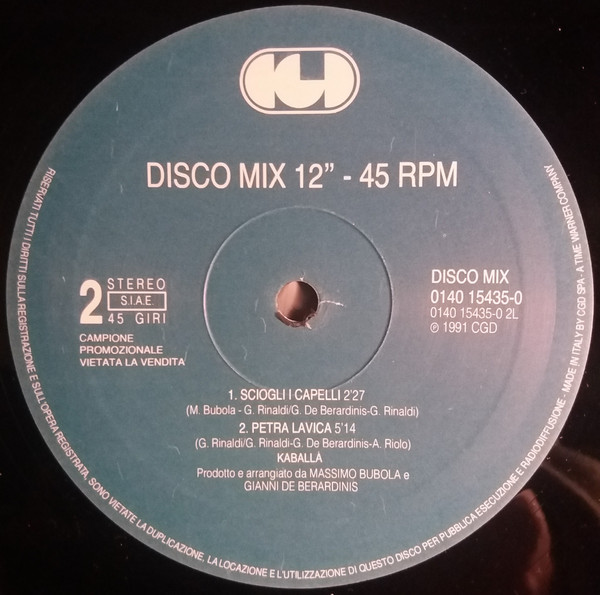 CGD
DISCO MIX 12” - 45 RPM
2
STEREO
S.I.A.E.
45 GIRI
CAMPIONE
PROMOZIONALE
VIETATA LA VENDITA
DISCO MIX
0140 15435-0
0140 15435-0 2L
℗ 1991 CGD
1. SCIOGLI I CAPELLI 2'27
(M. Bubola - G. Rinaldi/G. De Berardinis-G. Rinaldi)
2. PETRA LAVICA 5'14
(G. Rinaldi/G. Rinaldi-G. De Berardinis-A. Riolo)
KABALLÀ
Prodotto e arrangiato da MASSIMO BUBOLA e
GIANNI DE BERARDINIS
RISERVATI TUTTI I DIRITTI SULLA REGISTRAZIONE E SULL'OPERA REGISTRATA, SONO VIETATE LA DUPLICAZIONE, LA LOCAZIONE E L'UTILIZZAZIONE DI QUESTO DISCO PER PUBBLICA ESECUZIONE E RADIODIFFUSIONE - MADE IN ITALY BY CGD SPA - A TIME WARNER COMPANY